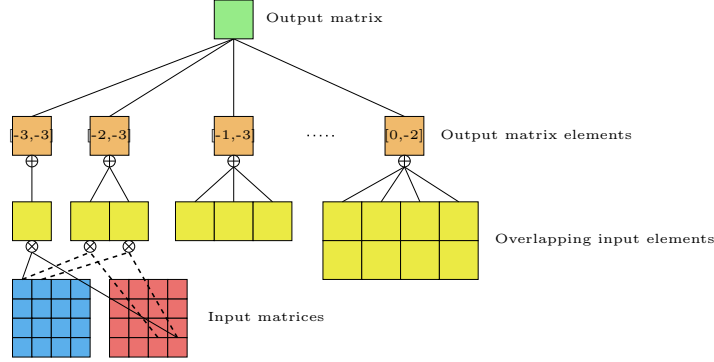 Output matrix
[-3,-3] [-2,-3] [-1,-3] ..... [0,-2] Output matrix elements
Overlapping input elements
Input matrices